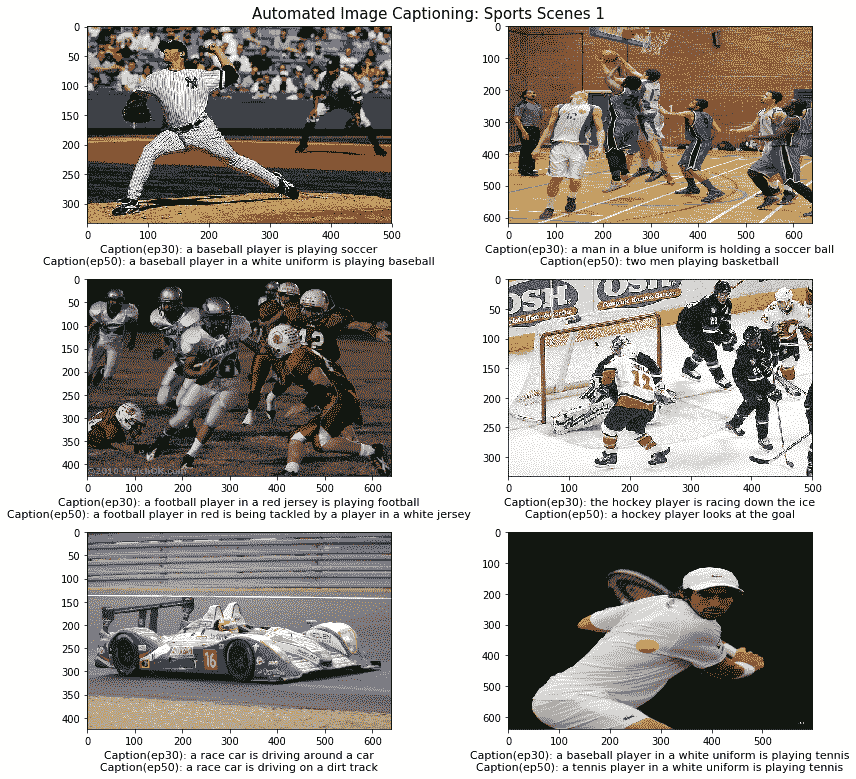 Automated Image Captioning: Sports Scenes 1
0
50
100
150
200
250
300
0 100 200 300 400 500
NY
Caption(ep30): a baseball player is playing soccer
Caption(ep50): a baseball player in a white uniform is playing baseball
0
100
200
300
400
500
600
0 100 200 300 400 500 600
Caption(ep30): a man in a blue uniform is holding a soccer ball
Caption(ep50): two men playing basketball
0
50
100
150
200
250
300
350
400
0 100 200 300 400 500 600
42
©2010 WelchOK.com
Caption(ep30): a football player in a red jersey is playing football
Caption(ep50): a football player in red is being tackled by a player in a white jersey
0
50
100
150
200
250
300
0 100 200 300 400 500
OSH OSH
Caption(ep30): the hockey player is racing down the ice
Caption(ep50): a hockey player looks at the goal
0
50
100
150
200
250
300
350
400
0 100 200 300 400 500 600
16
Caption(ep30): a race car is driving around a car
Caption(ep50): a race car is driving on a dirt track
0
100
200
300
400
500
600
0 100 200 300 400 500
Caption(ep30): a baseball player in a white uniform is playing tennis
Caption(ep50): a tennis player in a white uniform is playing tennis